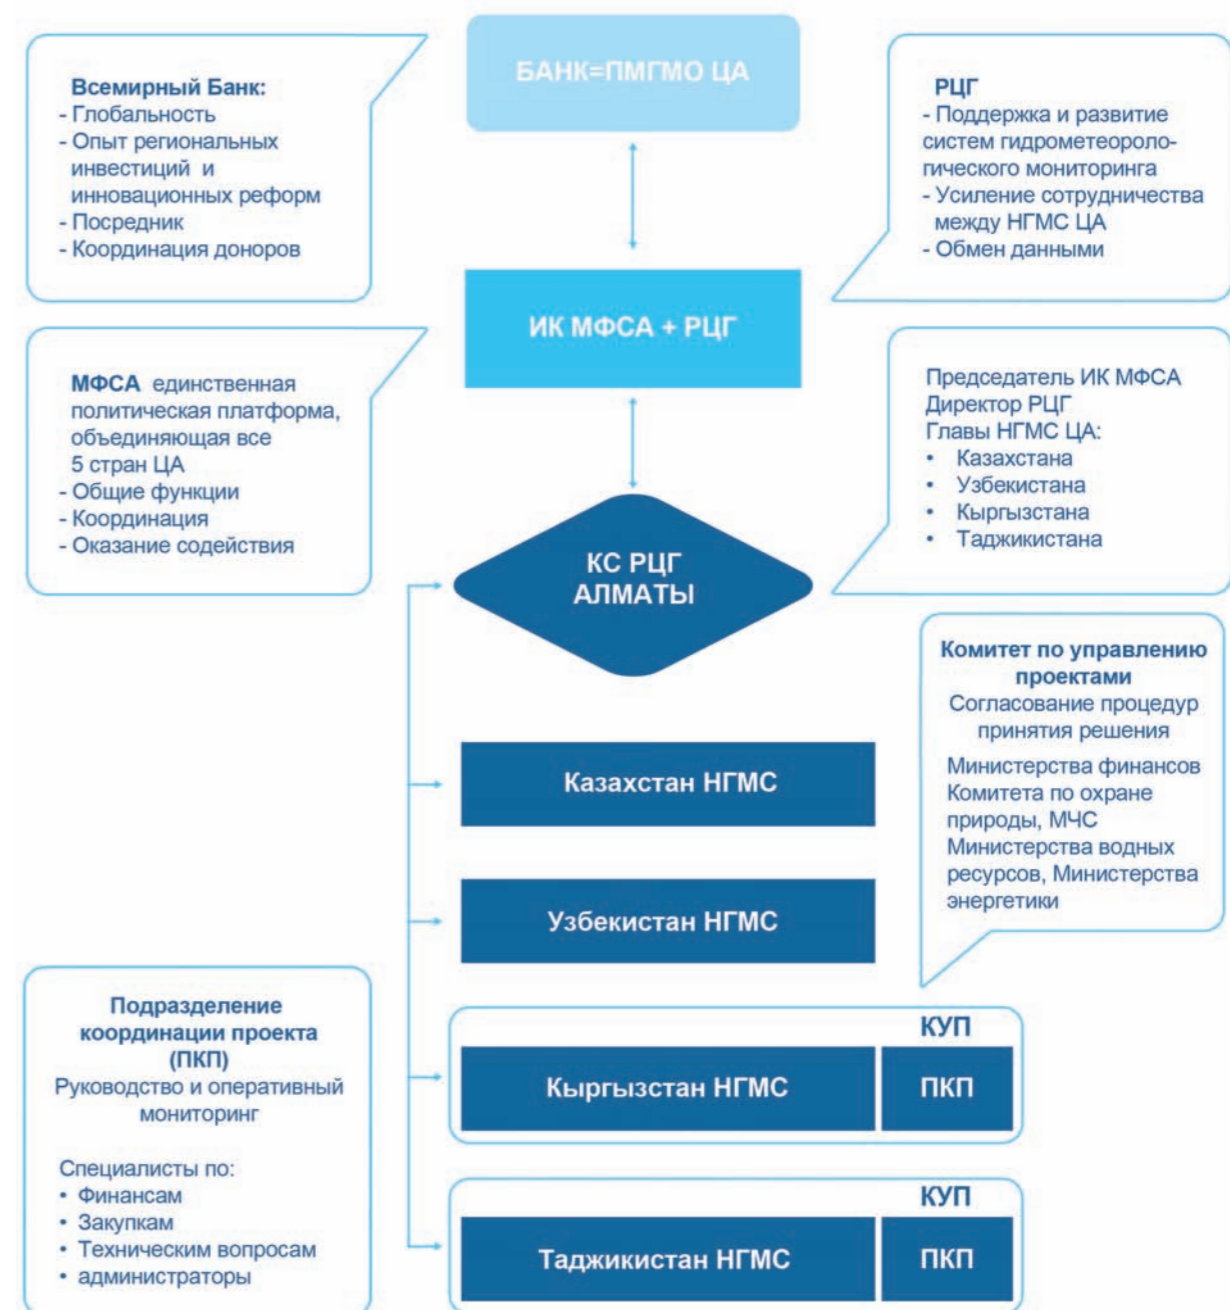 БАНК=ПМГМО ЦА
Всемирный Банк:
- Глобальность
- Опыт региональных
инвестиций и
инновационных реформ
- Посредник
- Координация доноров
РЦГ
- Поддержка и развитие
систем гидрометеороло-
гического мониторинга
- Усиление сотрудничества
между НГМС ЦА
- Обмен данными
ИК МФСА + РЦГ
МФСА единственная
политическая платформа,
объединяющая все
5 стран ЦА
- Общие функции
- Координация
- Оказание содействия
Председатель ИК МФСА
Директор РЦГ
Главы НГМС ЦА:
• Казахстана
• Узбекистана
• Кыргызстана
• Таджикистана
КС РЦГ
АЛМАТЫ
Комитет по управлению
проектами
Согласование процедур
принятия решения
Министерства финансов
Комитета по охране
природы, МЧС
Министерства водных
ресурсов, Министерства
энергетики
Казахстан НГМС
Узбекистан НГМС
Подразделение
координации проекта
(ПКП)
Руководство и оперативный
мониторинг
Специалисты по:
• Финансам
• Закупкам
• Техническим вопросам
• администраторы
КУП
Кыргызстан НГМС
ПКП
КУП
Таджикистан НГМС
ПКП